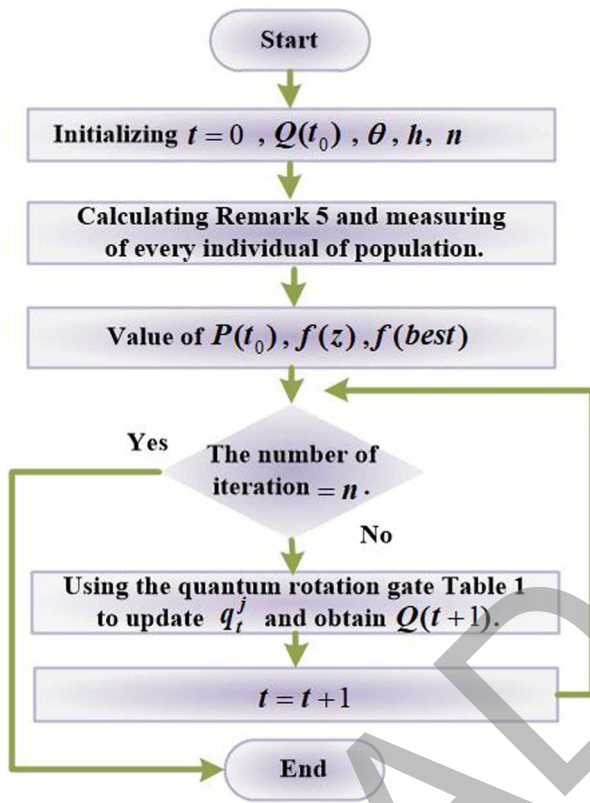 Start
Initializing t = 0 , Q(t₀) , θ, h, n
Calculating Remark 5 and measuring
of every individual of population.
Value of P(t₀) , f(z) ,f(best)
Yes
The number of
iteration = n .
No
Using the quantum rotation gate Table 1
to update qₜʲ and obtain Q(t+1).
t = t +1
End